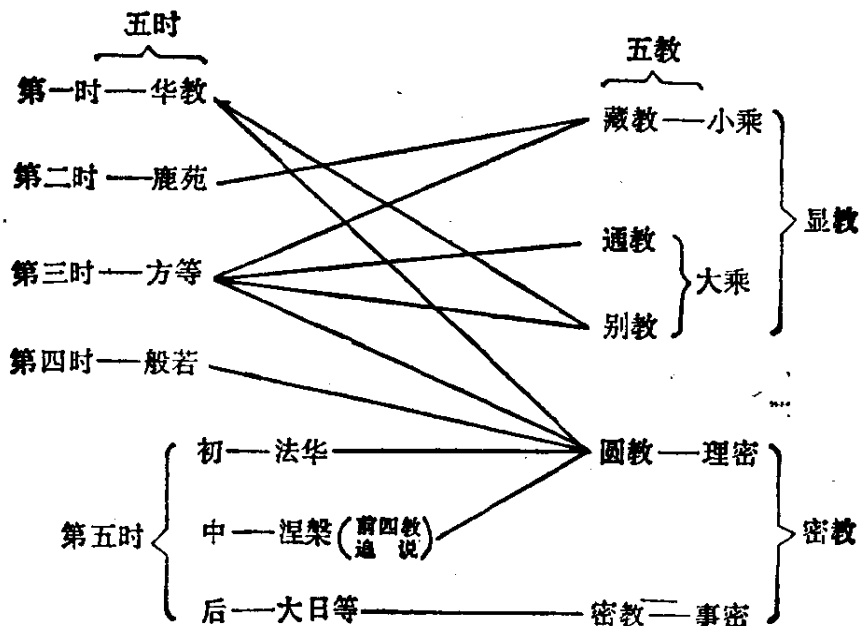 五时
五教
第一时—华教
藏教—小乘
第二时—鹿苑
显教
通教
第三时—方等
大乘
别教
第四时—般若
初—法华
圆教—理密
第五时
中—涅槃(前四教追说)
密教
后—大日等
密教—事密